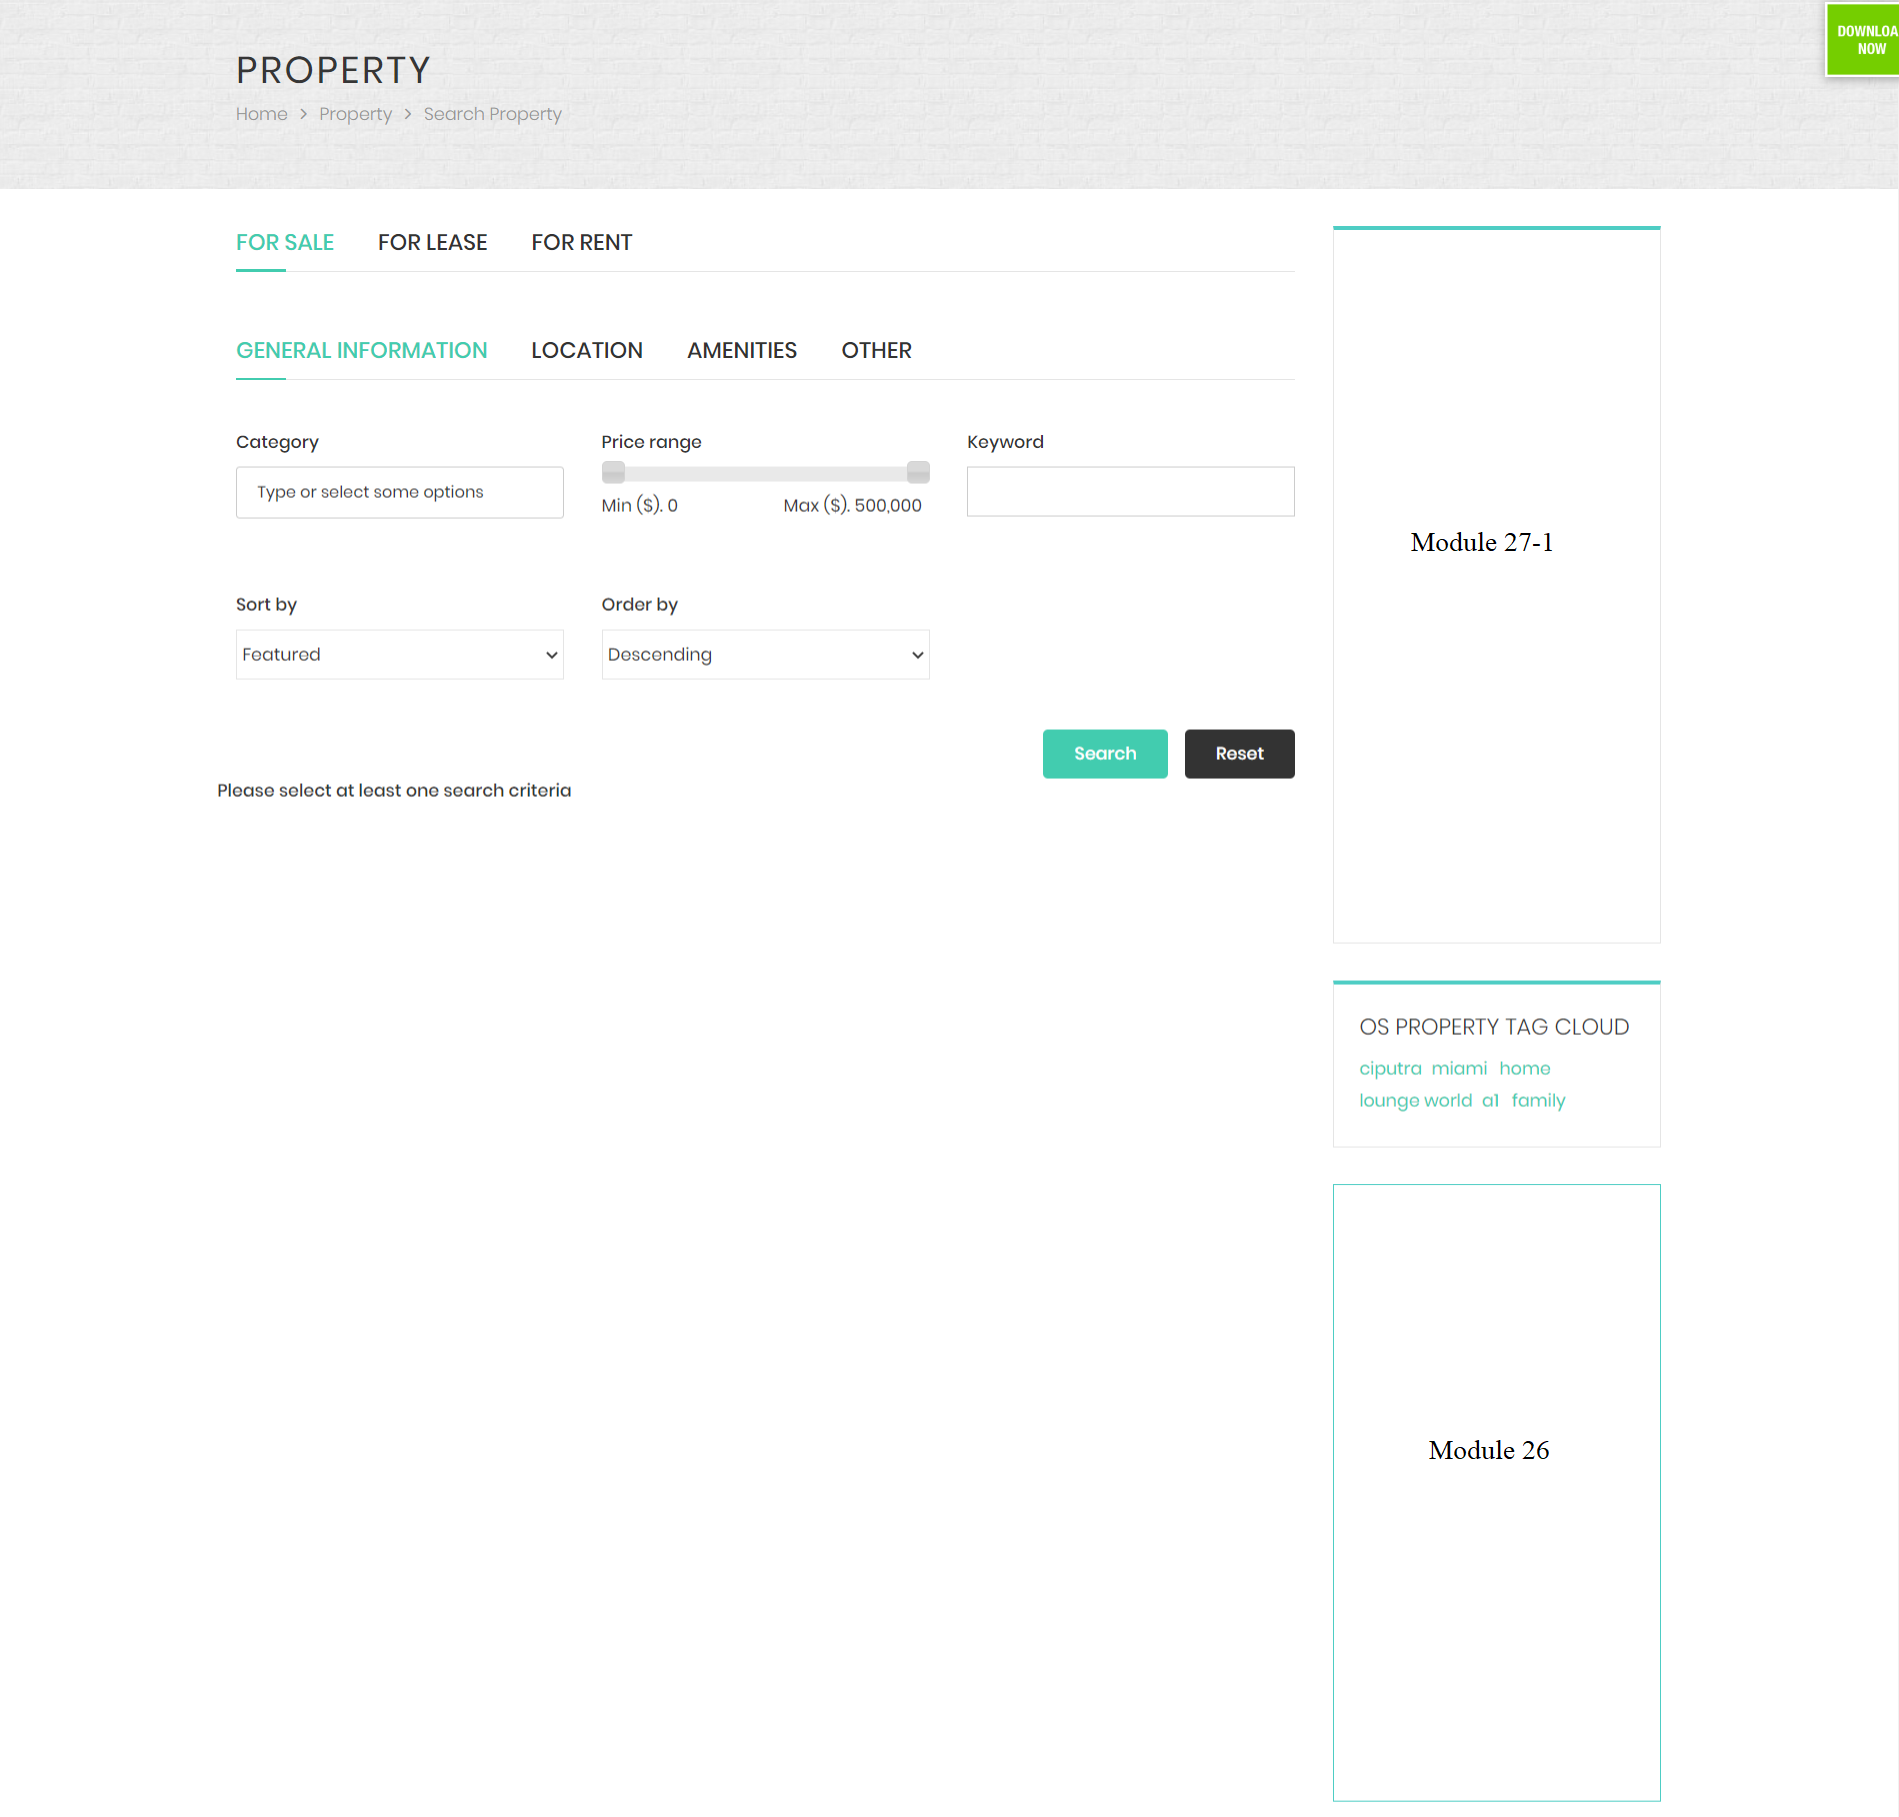 DOWNLOA
NOW
PROPERTY
Home > Property > Search Property
FOR SALE FOR LEASE FOR RENT
GENERAL INFORMATION LOCATION AMENITIES OTHER
Category Price range Keyword
Type or select some options
Min ($). 0 Max ($). 500,000
Sort by Order by
Featured Descending
Search Reset
Please select at least one search criteria
Module 27-1
OS PROPERTY TAG CLOUD
ciputra miami home
lounge world a1 family
Module 26